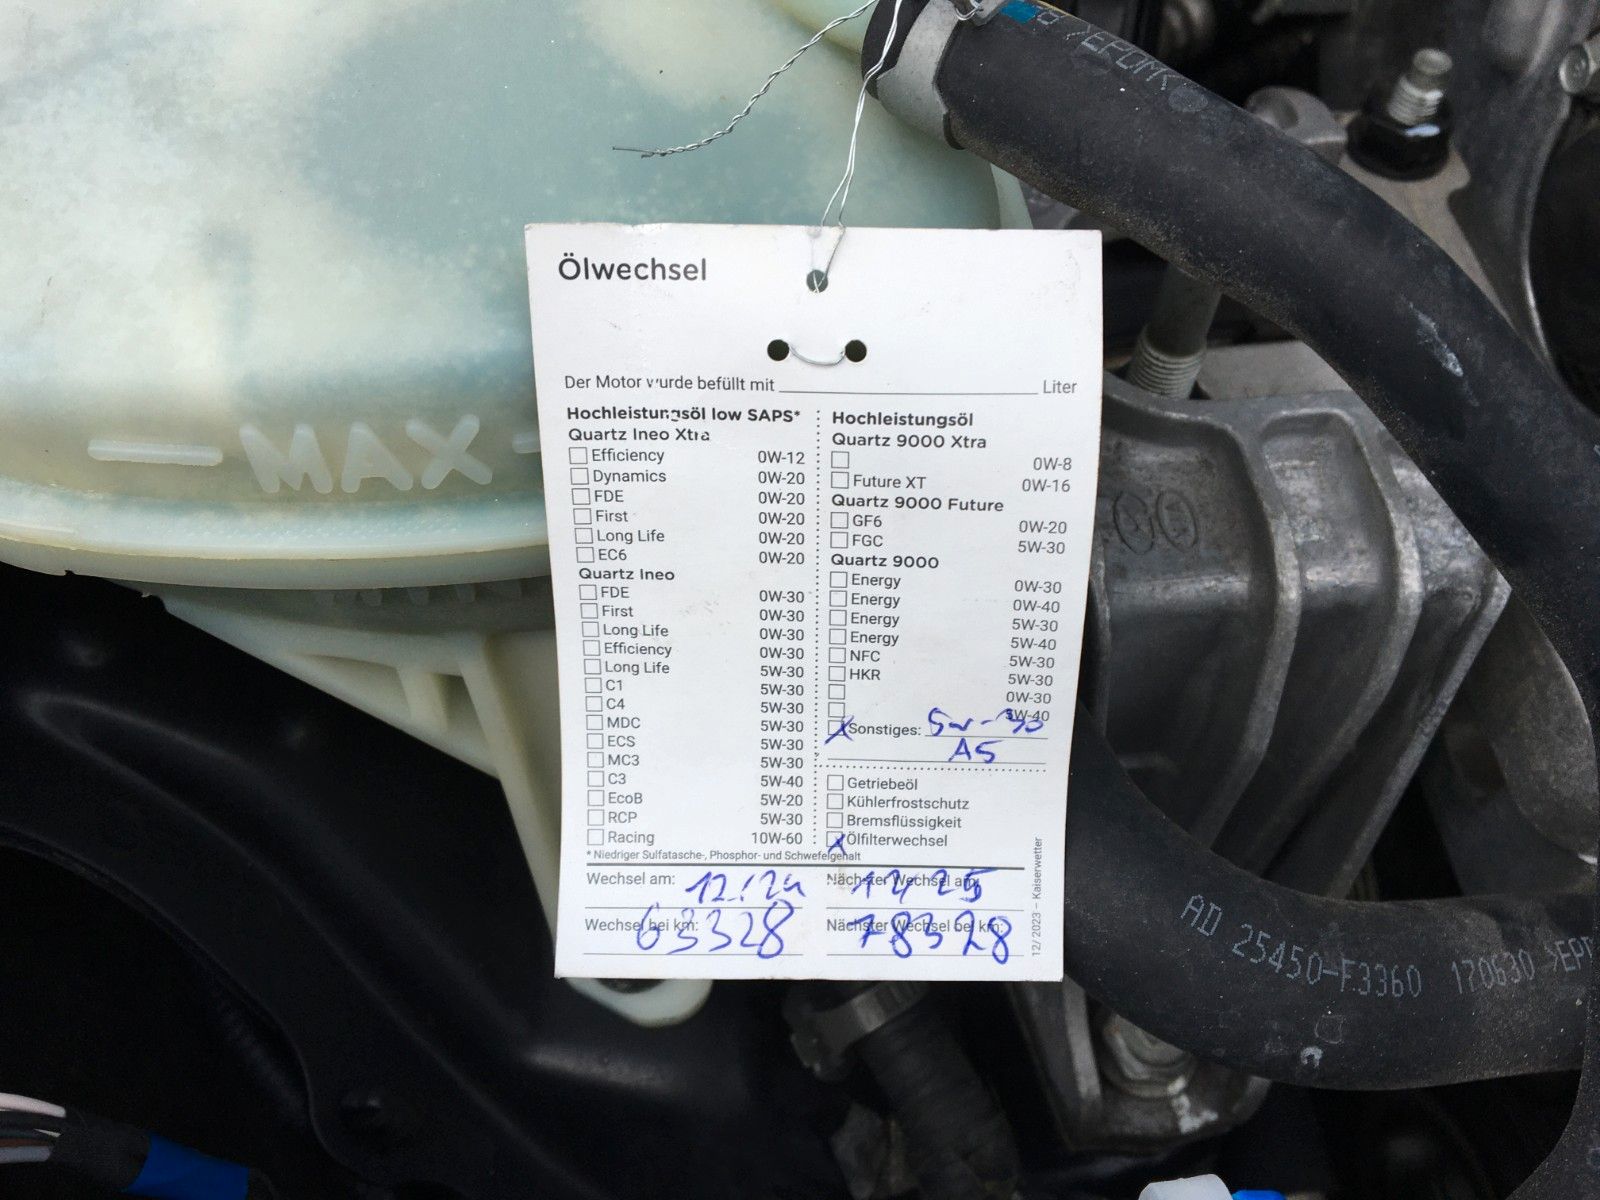 EPDM<
Ölwechsel
Der Motor wurde befüllt mit Liter
Hochleistungsöl low SAPS*
Quartz Ineo Xtra
Efficiency 0W-12
Dynamics 0W-20
FDE 0W-20
First 0W-20
Long Life 0W-20
EC6 0W-20
Quartz Ineo
FDE 0W-30
First 0W-30
Long Life 0W-30
Efficiency 0W-30
Long Life 5W-30
C1 5W-30
C4 5W-30
MDC 5W-30
ECS 5W-30
MC3 5W-30
C3 5W-40
EcoB 5W-20
RCP 5W-30
Racing 10W-60
* Niedriger Sulfatasche-, Phosphor- und Schwefelgehalt
Hochleistungsöl
Quartz 9000 Xtra
0W-8
Future XT 0W-16
Quartz 9000 Future
GF6 0W-20
FGC 5W-30
Quartz 9000
Energy 0W-30
Energy 0W-40
Energy 5W-30
Energy 5W-40
NFC 5W-30
HKR 5W-30
0W-30
5W-40
X Sonstiges: 5w-30
A5
Getriebeöl
Kühlerfrostschutz
Bremsflüssigkeit
X Ölfilterwechsel
Wechsel am: 12/24
Nächster Wechsel am: 12/25
Wechsel bei km: 63328
Nächster Wechsel bei km: 78328
12/2023 – Kaiserwetter
MAX
AD 25450-F3360 170630 >EPD